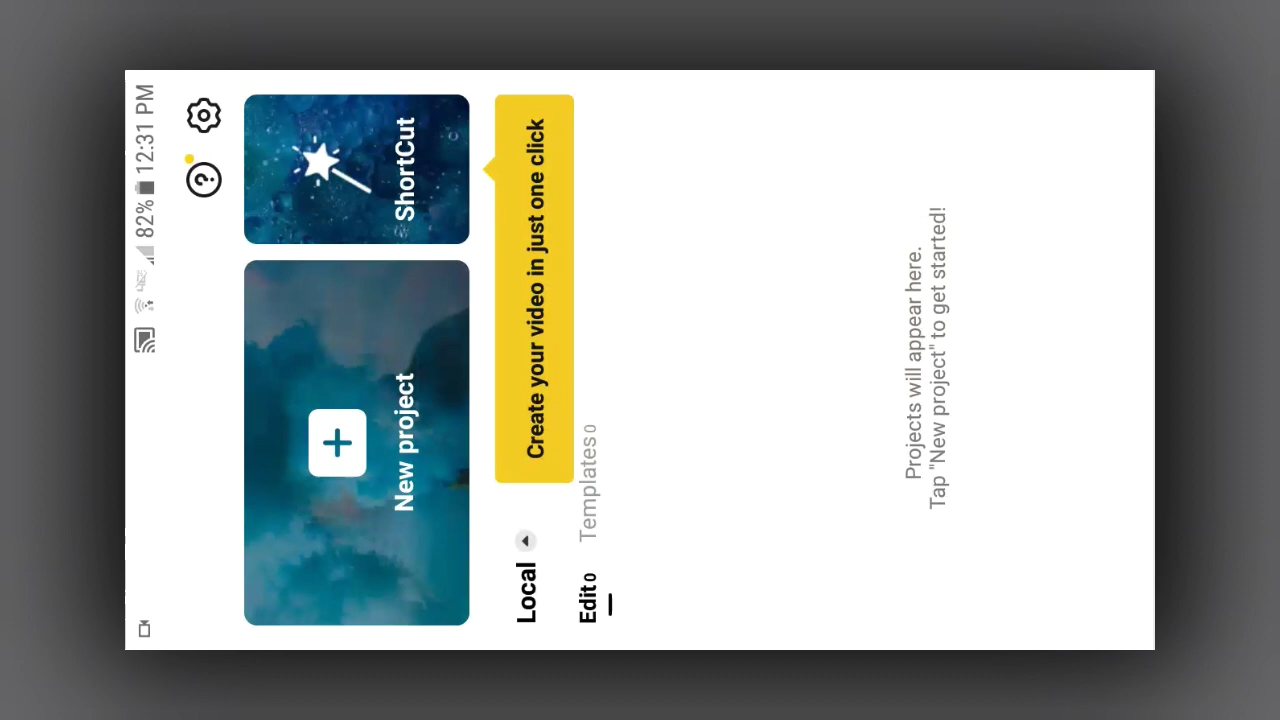 82% 12:31 PM
New project
ShortCut
Local
Create your video in just one click
Edit 0
Templates 0
Projects will appear here.
Tap "New project" to get started!